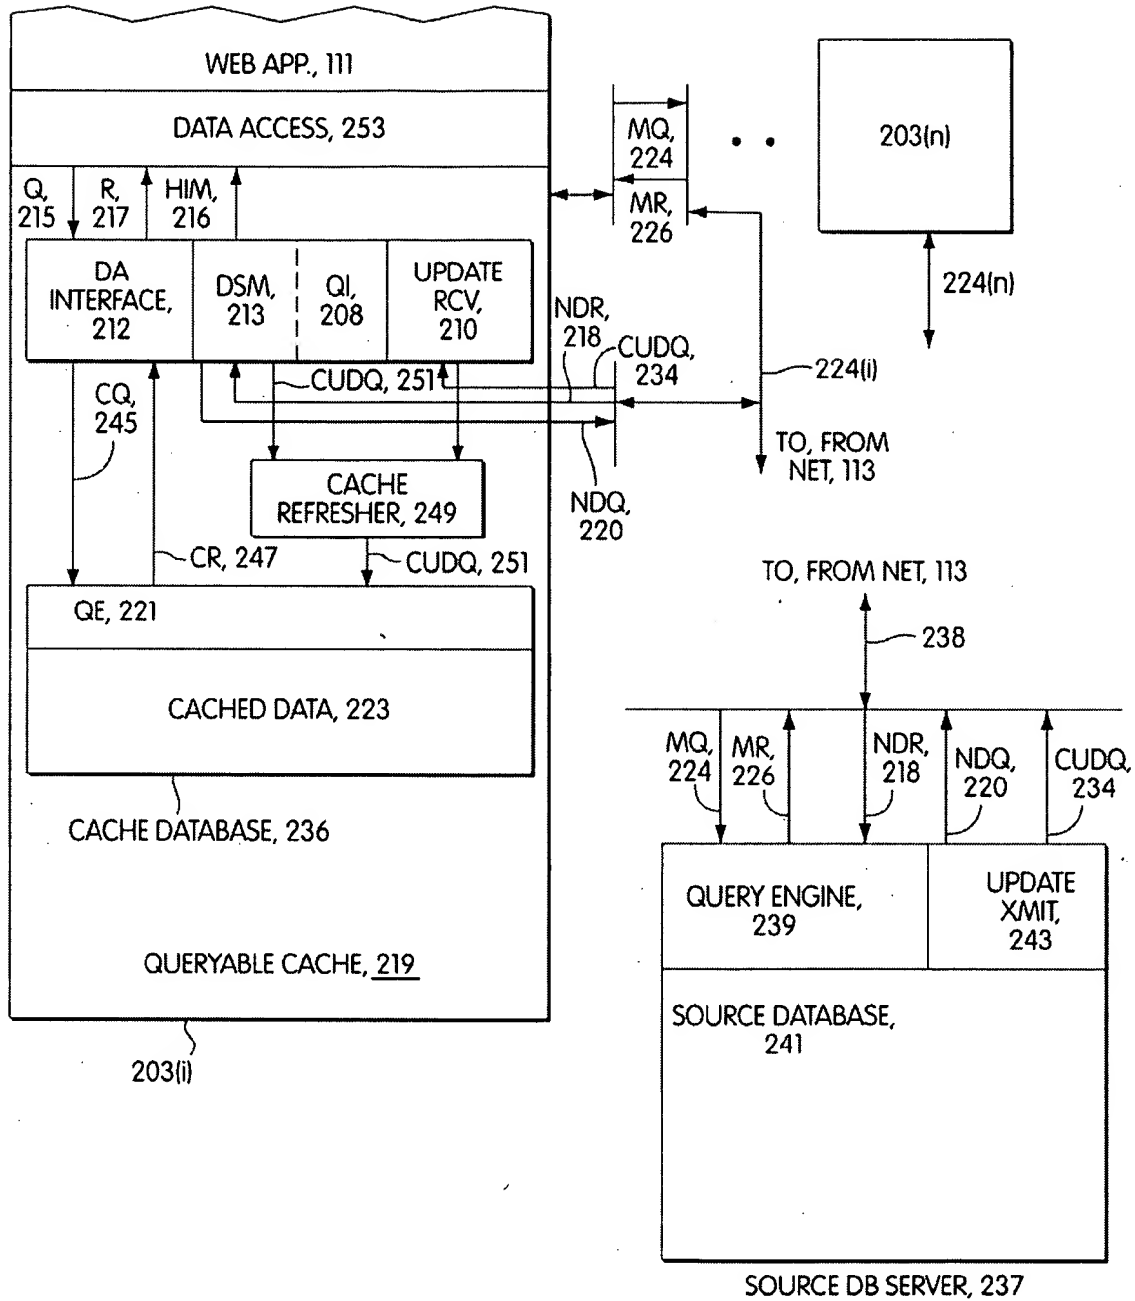 WEB APP., 111
DATA ACCESS, 253
Q,
215
R,
217
HIM,
216
DA
INTERFACE,
212
DSM,
213
QI,
208
UPDATE
RCV,
210
MQ,
224
MR,
226
203(n)
224(n)
NDR,
218
CUDQ,
234
CUDQ, 251
224(i)
CQ,
245
TO, FROM
NET, 113
CACHE
REFRESHER, 249
NDQ,
220
CR, 247
CUDQ, 251
QE, 221
CACHED DATA, 223
CACHE DATABASE, 236
QUERYABLE CACHE, 219
203(i)
TO, FROM NET, 113
238
MQ,
224
MR,
226
NDR,
218
NDQ,
220
CUDQ,
234
QUERY ENGINE,
239
UPDATE
XMIT,
243
SOURCE DATABASE,
241
SOURCE DB SERVER, 237